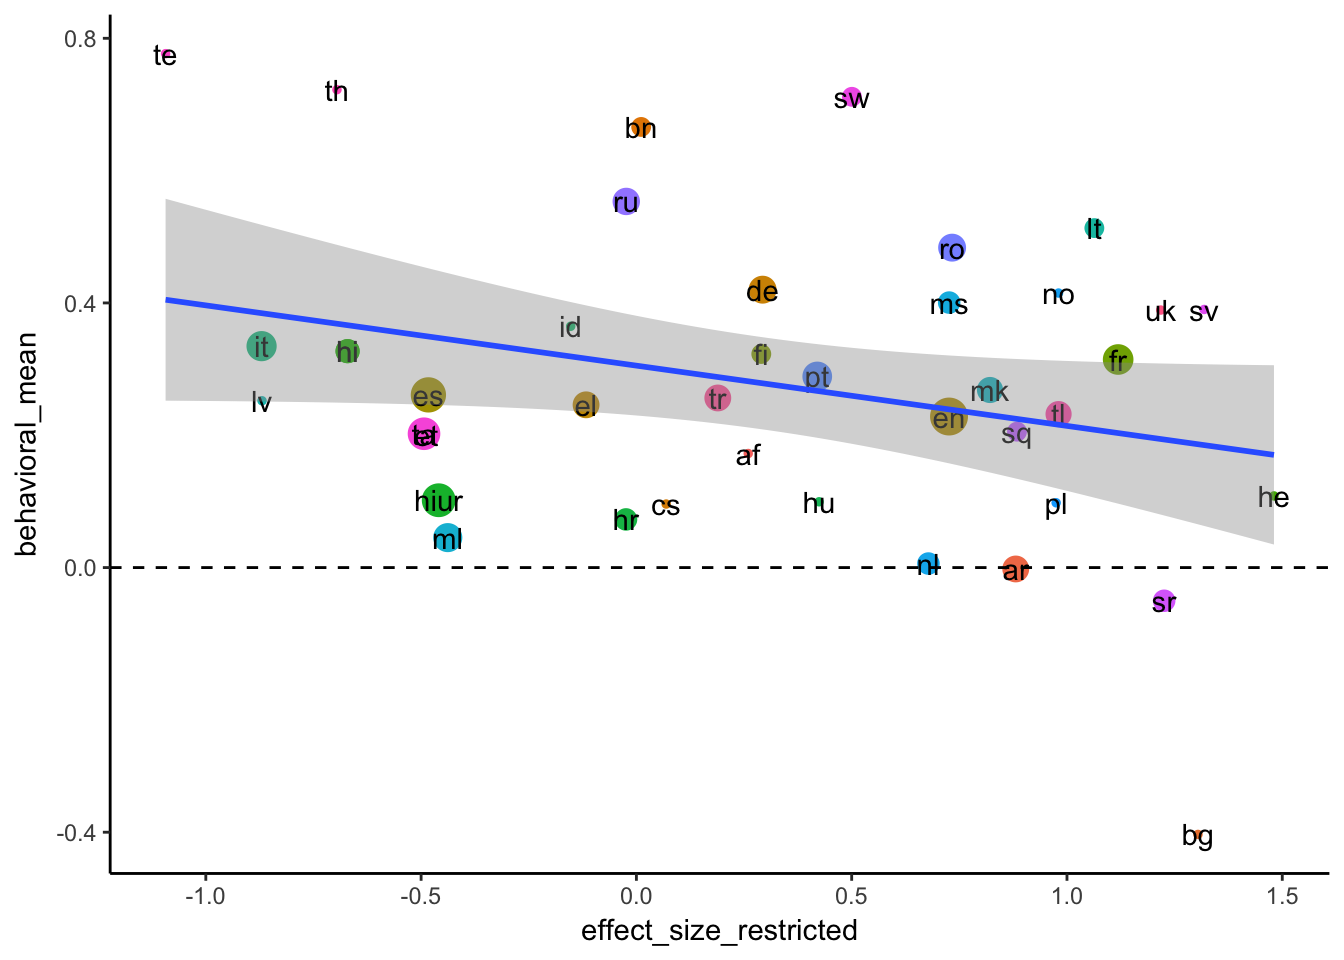 0.8
te
th
sw
bn
ru
lt
ro
0.4
de
ms
no
uk
sv
id
it
hi
fi
fr
pt
mk
es
lv
el
tr
en
tl
sq
af
hiur
hr
cs
hu
pl
he
ml
0.0
nl
ar
sr
-0.4
bg
-1.0
-0.5
0.0
0.5
1.0
1.5
effect_size_restricted
behavioral_mean